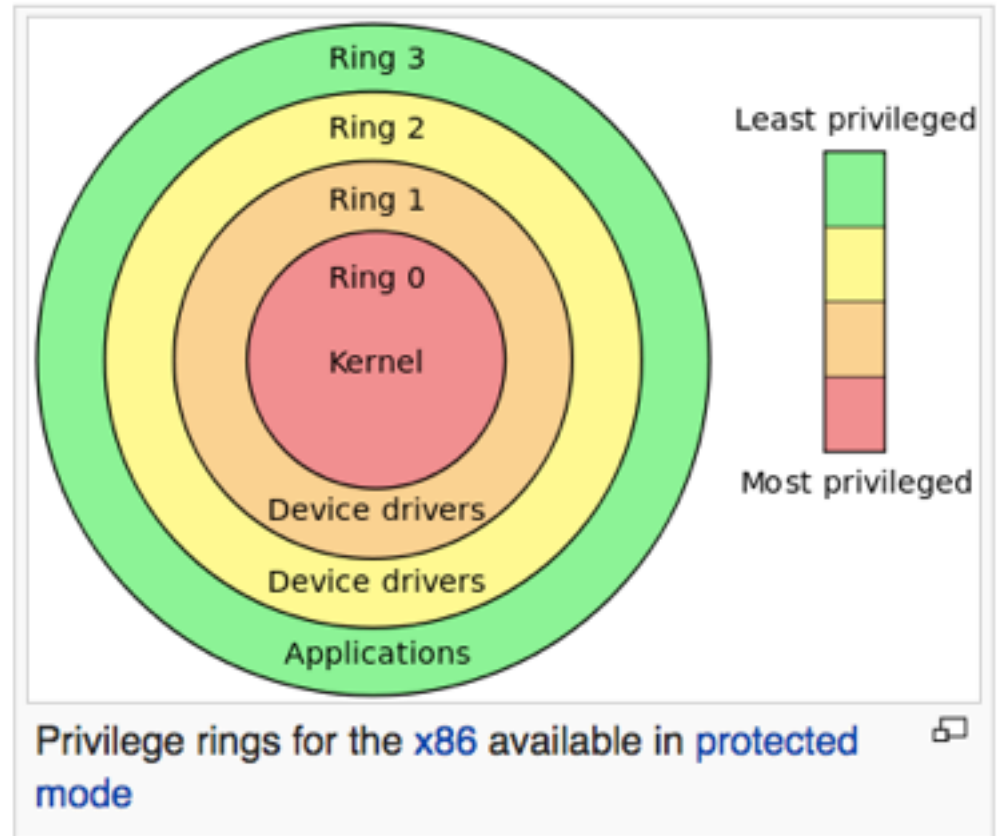 Ring 3
Ring 2
Ring 1
Ring 0
Kernel
Device drivers
Device drivers
Applications
Least privileged
Most privileged
Privilege rings for the x86 available in protected
mode